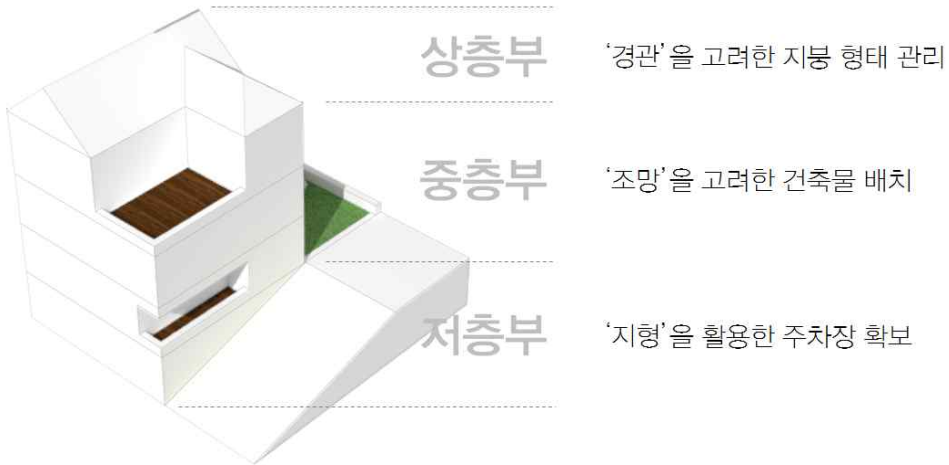 상층부 '경관'을 고려한 지붕 형태 관리
중층부 '조망'을 고려한 건축물 배치
저층부 '지형'을 활용한 주차장 확보